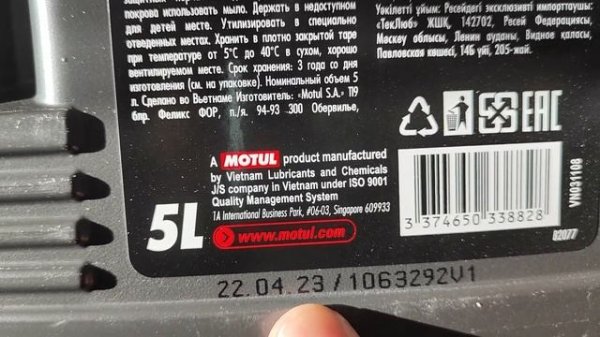 покрова использовать мыло. Держать в недоступном
для детей месте. Утилизировать в специально
отведенных местах. Хранить в плотно закрытой таре
при температуре от 5°C до 40°C в сухом, хорошо
вентилируемом месте. Срок хранения: 3 года со дня
изготовления (см. на упаковке). Номинальный объем 5
л. Сделано во Вьетнаме Изготовитель: «Motul S.A.» 119
блр. Феликс ФОР, п./я. 94-93 300 Обервилье,
Уәкілетті ұйым: Ресейдегі эксклюзивті импорттаушы:
«ТекЛюб» ЖШҚ, 142702, Ресей Федерациясы,
Мәскеу облысы, Ленин ауданы, Видное қаласы,
Павловская көшесі, 14Б үйі, 205-жай.
EAC
A MOTUL product manufactured
by Vietnam Lubricants and Chemicals
J/S company in Vietnam under ISO 9001
Quality Management System
1A International Business Park, #06-03, Singapore 609933
5L
www.motul.com
3 374650 338828
VN031108
V2077
22.04.23/1063292V1